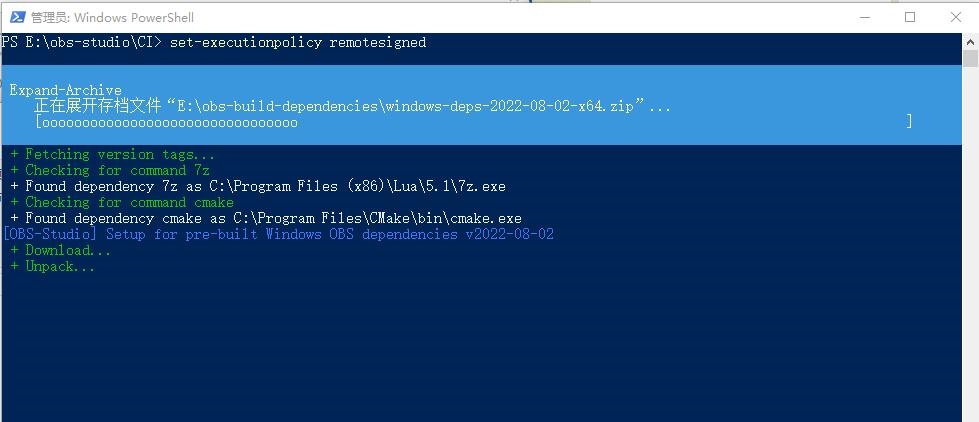 管理员: Windows PowerShell
PS E:\obs-studio\CI> set-executionpolicy remotesigned
Expand-Archive
正在展开存档文件“E:\obs-build-dependencies\windows-deps-2022-08-02-x64.zip”...
[oooooooooooooooooooooooooooooooo ]
+ Fetching version tags...
+ Checking for command 7z
+ Found dependency 7z as C:\Program Files (x86)\Lua\5.1\7z.exe
+ Checking for command cmake
+ Found dependency cmake as C:\Program Files\CMake\bin\cmake.exe
[OBS-Studio] Setup for pre-built Windows OBS dependencies v2022-08-02
+ Download...
+ Unpack...